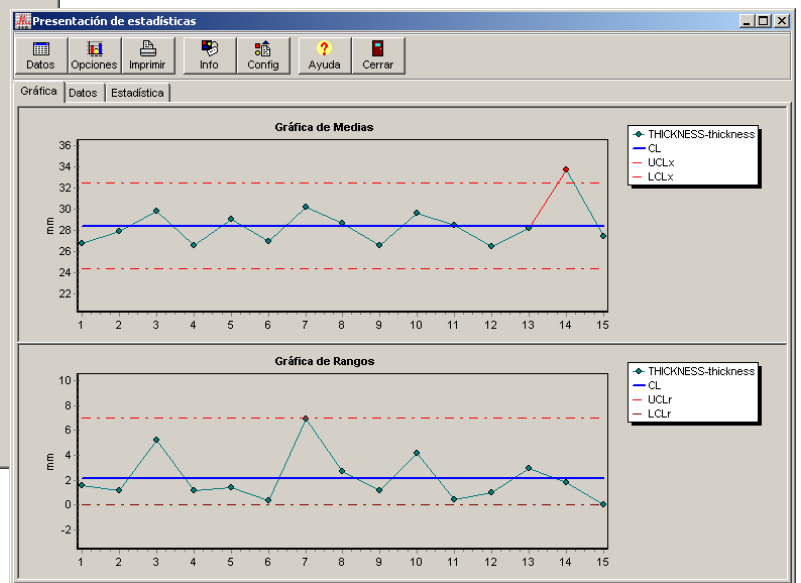 Presentación de estadísticas
Datos Opciones Imprimir Info Config Ayuda Cerrar
Gráfica Datos Estadística
Gráfica de Medias
36
34
32
30
28
26
24
22
mm
1 2 3 4 5 6 7 8 9 10 11 12 13 14 15
THICKNESS-thickness
CL
UCLx
LCLx
Gráfica de Rangos
10
8
6
4
2
0
-2
mm
1 2 3 4 5 6 7 8 9 10 11 12 13 14 15
THICKNESS-thickness
CL
UCLr
LCLr